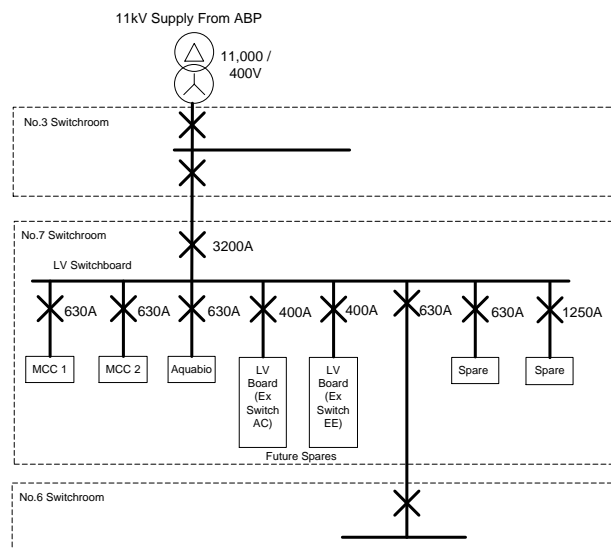 11kV Supply From ABP
11,000 /
400V
No.3 Switchroom
No.7 Switchroom
3200A
LV Switchboard
630A
630A
630A
400A
400A
630A
630A
1250A
MCC 1
MCC 2
Aquabio
LV
Board
(Ex
Switch
AC)
LV
Board
(Ex
Switch
EE)
Spare
Spare
Future Spares
No.6 Switchroom